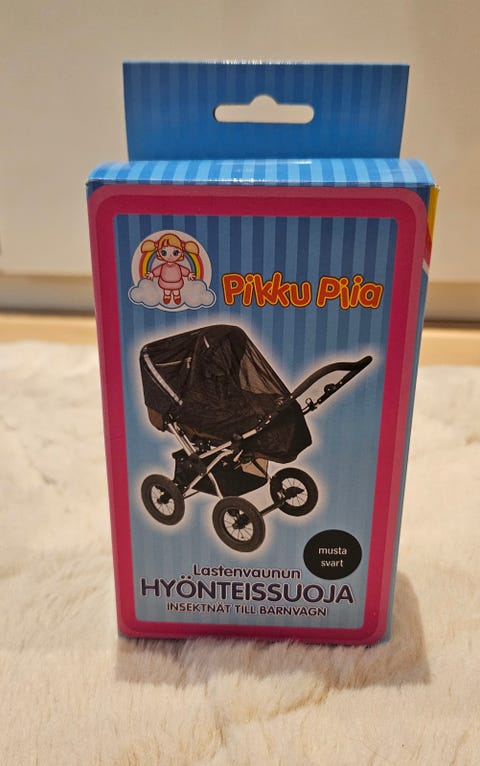 Pikku Piia
musta
svart
Lastenvaunun
HYÖNTEISSUOJA
INSEKTNÄT TILL BARNVAGN